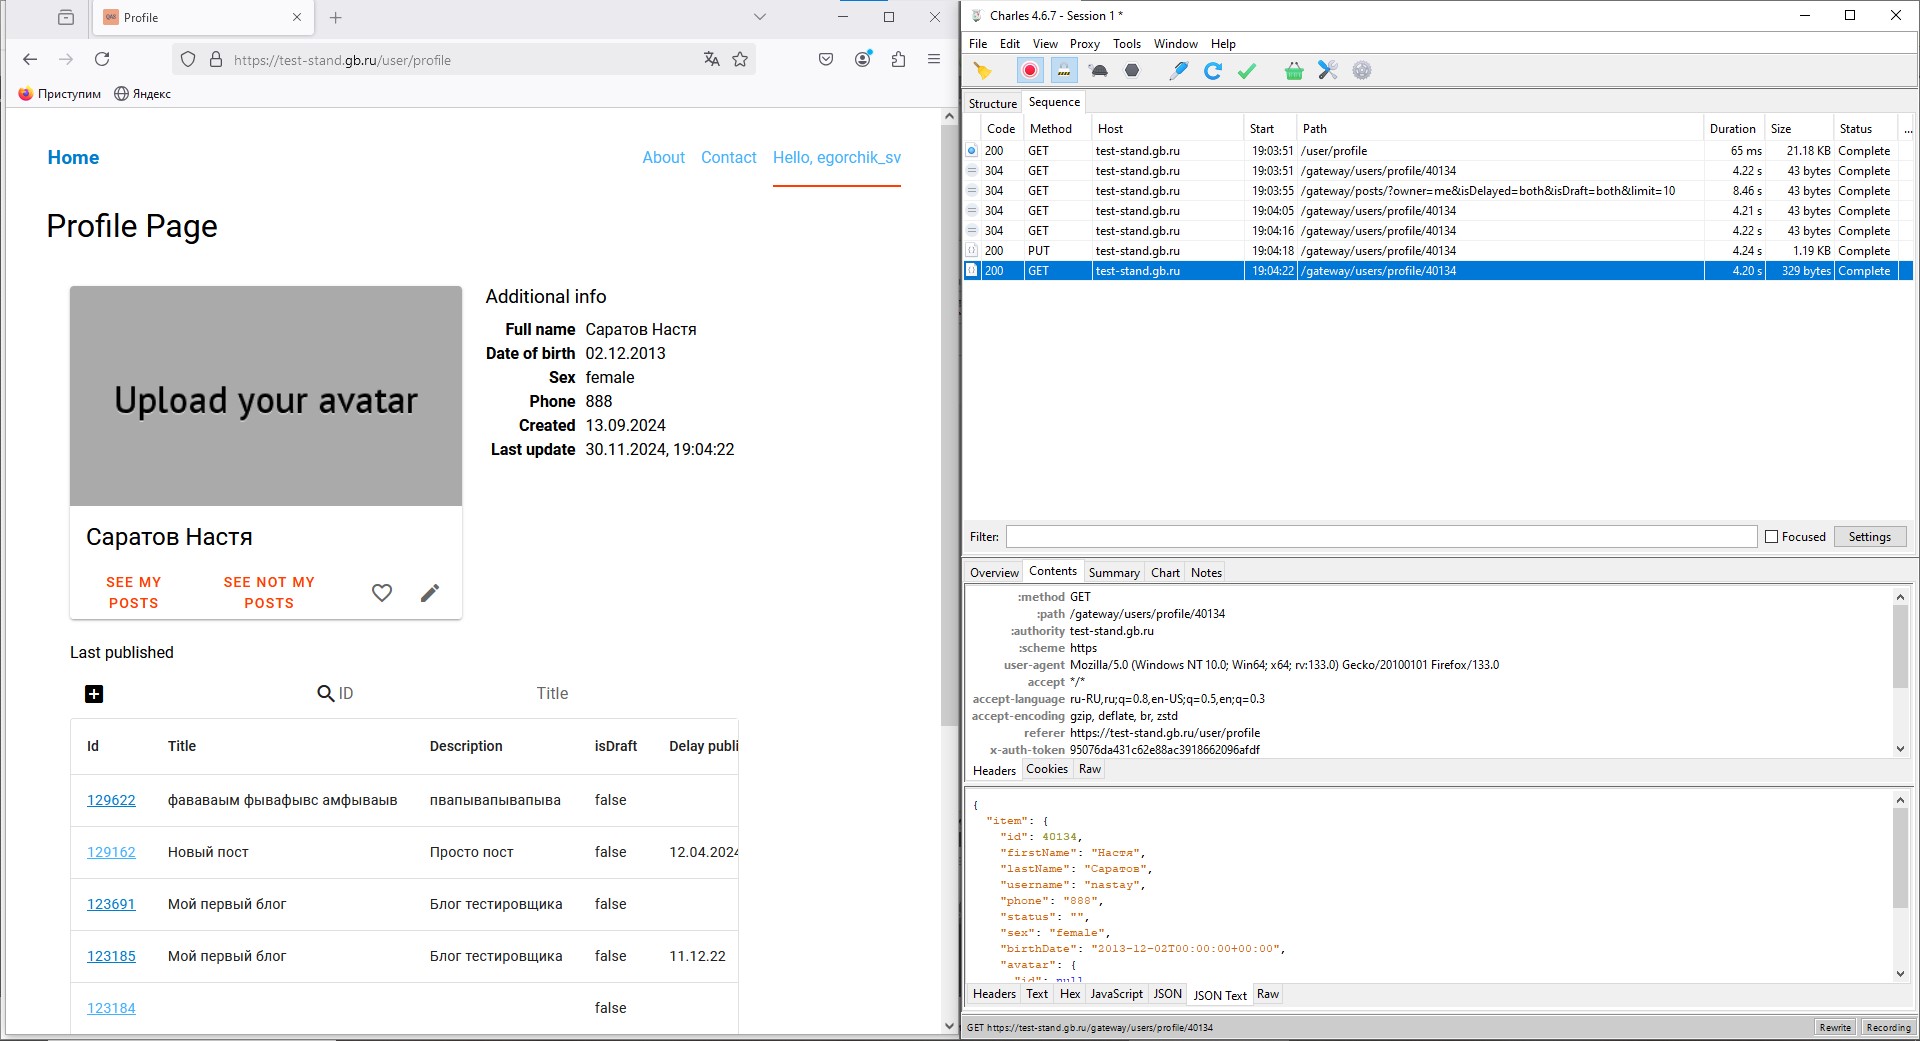 Profile
https://test-stand.gb.ru/user/profile
Приступим
Яндекс
Home
About
Contact
Hello, egorchik_sv
Profile Page
Upload your avatar
Additional info
Full name Саратов Настя
Date of birth 02.12.2013
Sex female
Phone 888
Created 13.09.2024
Last update 30.11.2024, 19:04:22
Саратов Настя
SEE MY
POSTS
SEE NOT MY
POSTS
Last published
ID
Title
Id Title Description isDraft Delay publi
129622 фававаым фывафывс амфываыв пвапывапывапыва false
129162 Новый пост Просто пост false 12.04.2024
123691 Мой первый блог Блог тестировщика false
123185 Мой первый блог Блог тестировщика false 11.12.22
123184 false
Charles 4.6.7 - Session 1 *
File Edit View Proxy Tools Window Help
Structure Sequence
Code Method Host Start Path Duration Size Status ...
200 GET test-stand.gb.ru 19:03:51 /user/profile 65 ms 21.18 KB Complete
304 GET test-stand.gb.ru 19:03:51 /gateway/users/profile/40134 4.22 s 43 bytes Complete
304 GET test-stand.gb.ru 19:03:55 /gateway/posts/?owner=me&isDelayed=both&isDraft=both&limit=10 8.46 s 43 bytes Complete
304 GET test-stand.gb.ru 19:04:05 /gateway/users/profile/40134 4.21 s 43 bytes Complete
304 GET test-stand.gb.ru 19:04:16 /gateway/users/profile/40134 4.22 s 43 bytes Complete
200 PUT test-stand.gb.ru 19:04:18 /gateway/users/profile/40134 4.24 s 1.19 KB Complete
200 GET test-stand.gb.ru 19:04:22 /gateway/users/profile/40134 4.20 s 329 bytes Complete
Filter: Focused Settings
Overview Contents Summary Chart Notes
:method GET
:path /gateway/users/profile/40134
:authority test-stand.gb.ru
:scheme https
user-agent Mozilla/5.0 (Windows NT 10.0; Win64; x64; rv:133.0) Gecko/20100101 Firefox/133.0
accept */*
accept-language ru-RU,ru;q=0.8,en-US;q=0.5,en;q=0.3
accept-encoding gzip, deflate, br, zstd
referer https://test-stand.gb.ru/user/profile
x-auth-token 95076da431c62e88ac3918662096afdf
Headers Cookies Raw
{
"item": {
"id": 40134,
"firstName": "Настя",
"lastName": "Саратов",
"username": "nastay",
"phone": "888",
"status": "",
"sex": "female",
"birthDate": "2013-12-02T00:00:00+00:00",
"avatar": {
"id": null
Headers Text Hex JavaScript JSON JSON Text Raw
GET https://test-stand.gb.ru/gateway/users/profile/40134
Rewrite Recording